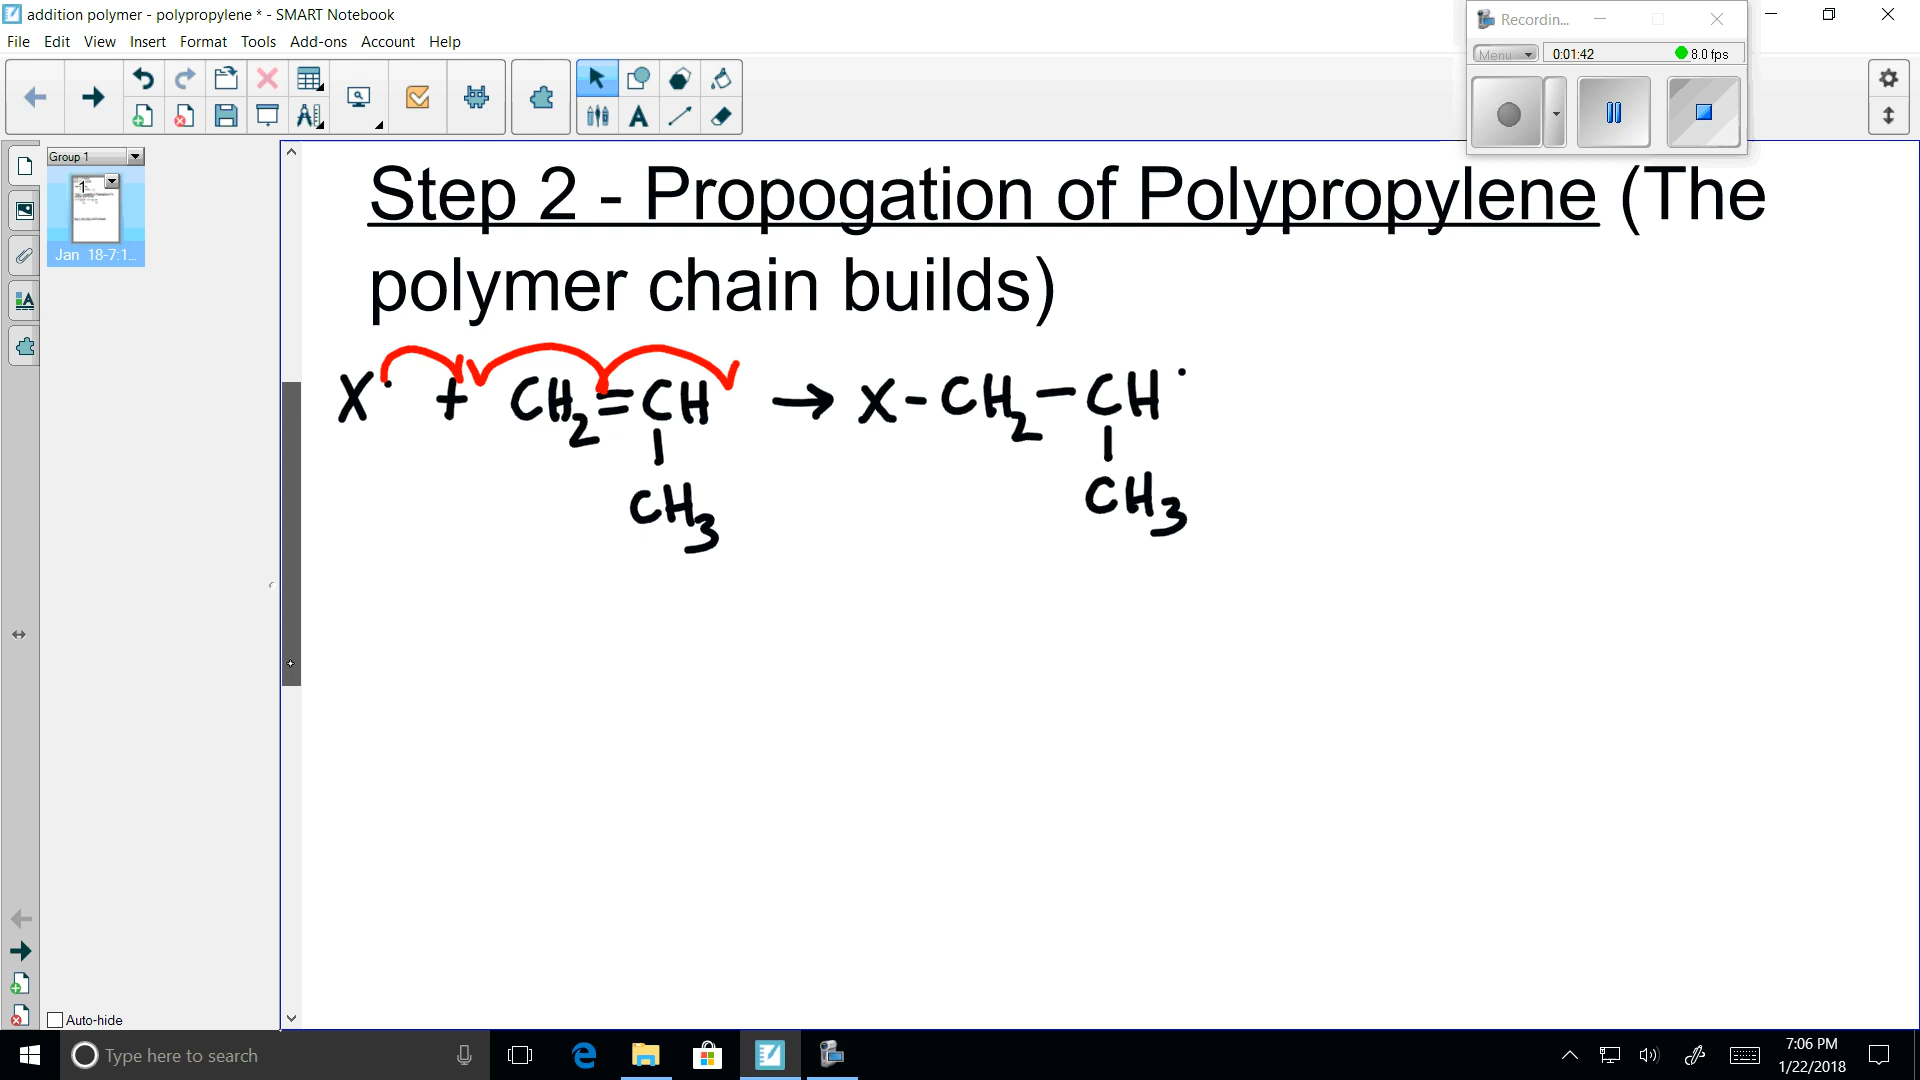 addition polymer - polypropylene * - SMART Notebook
File Edit View Insert Format Tools Add-ons Account Help
Recordin...
Menu 0:01:42 8.0 fps
Group 1
1
Jan 18-7:1...
Step 2 - Propogation of Polypropylene (The
polymer chain builds)
X· + CH₂=CH → X-CH₂-CH·
CH₃ CH₃
Auto-hide
Type here to search
7:06 PM
1/22/2018